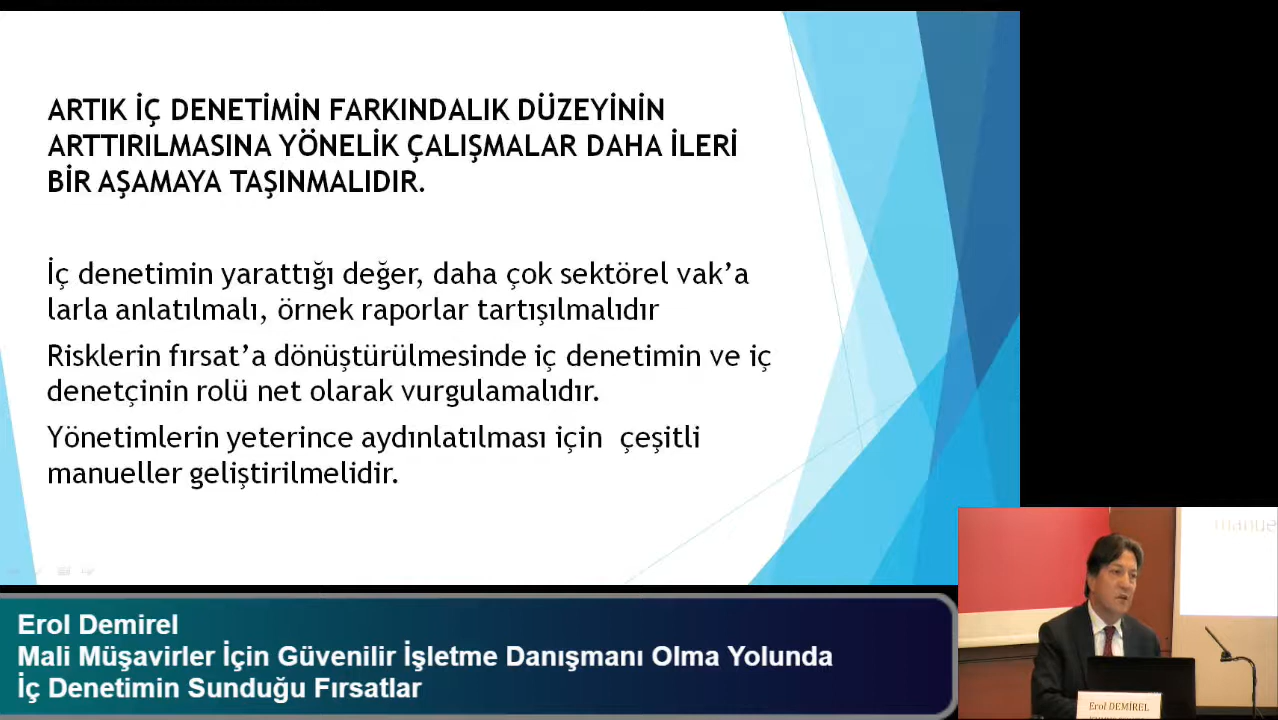 ARTIK İÇ DENETİMİN FARKINDALIK DÜZEYİNİN
ARTTIRILMASINA YÖNELİK ÇALIŞMALAR DAHA İLERİ
BİR AŞAMAYA TAŞINMALIDIR.
İç denetimin yarattığı değer, daha çok sektörel vak’a
larla anlatılmalı, örnek raporlar tartışılmalıdır
Risklerin fırsat’a dönüştürülmesinde iç denetimin ve iç
denetçinin rolü net olarak vurgulamalıdır.
Yönetimlerin yeterince aydınlatılması için çeşitli
manueller geliştirilmelidir.
manue
Erol DEMİREL
Erol Demirel
Mali Müşavirler İçin Güvenilir İşletme Danışmanı Olma Yolunda
İç Denetimin Sunduğu Fırsatlar